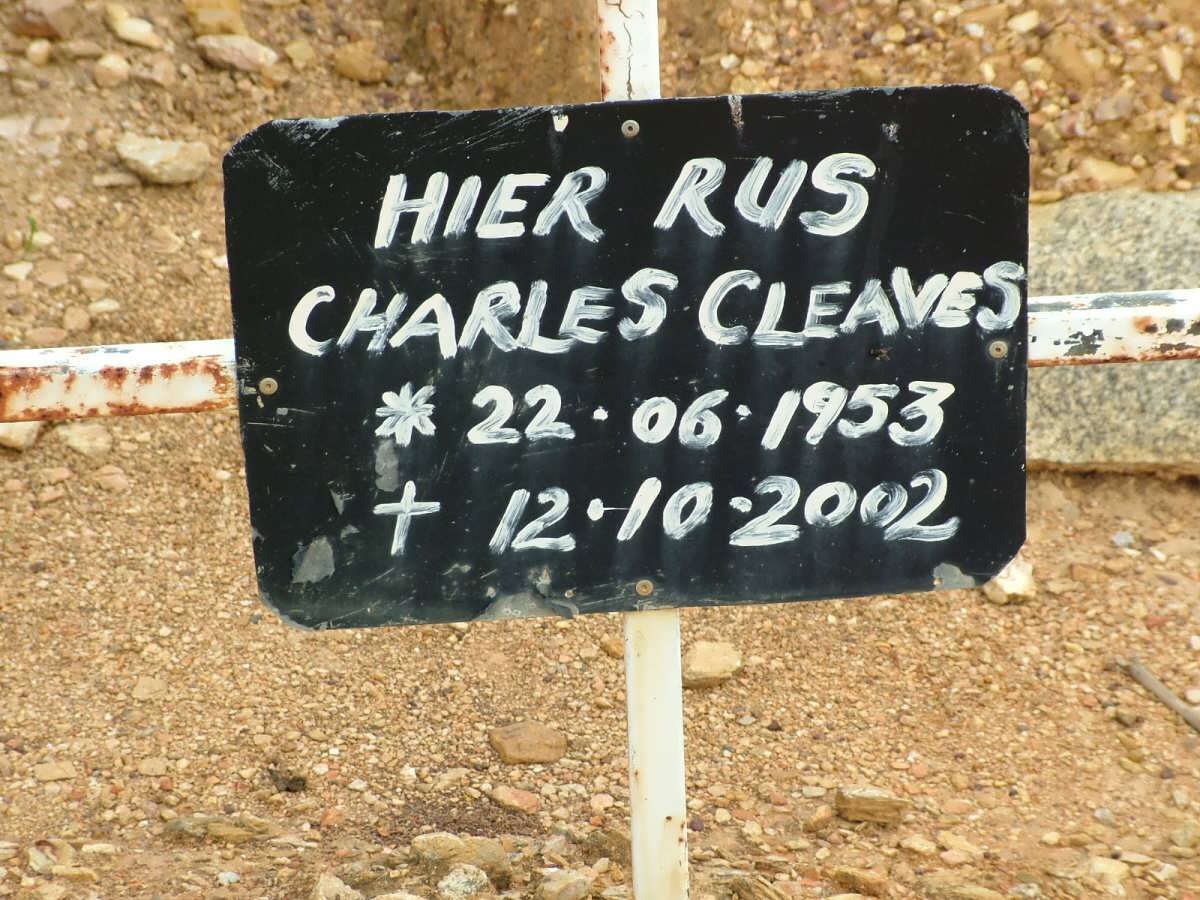 HIER RUS
CHARLES CLEAVES
* 22·06·1953
† 12·10·2002